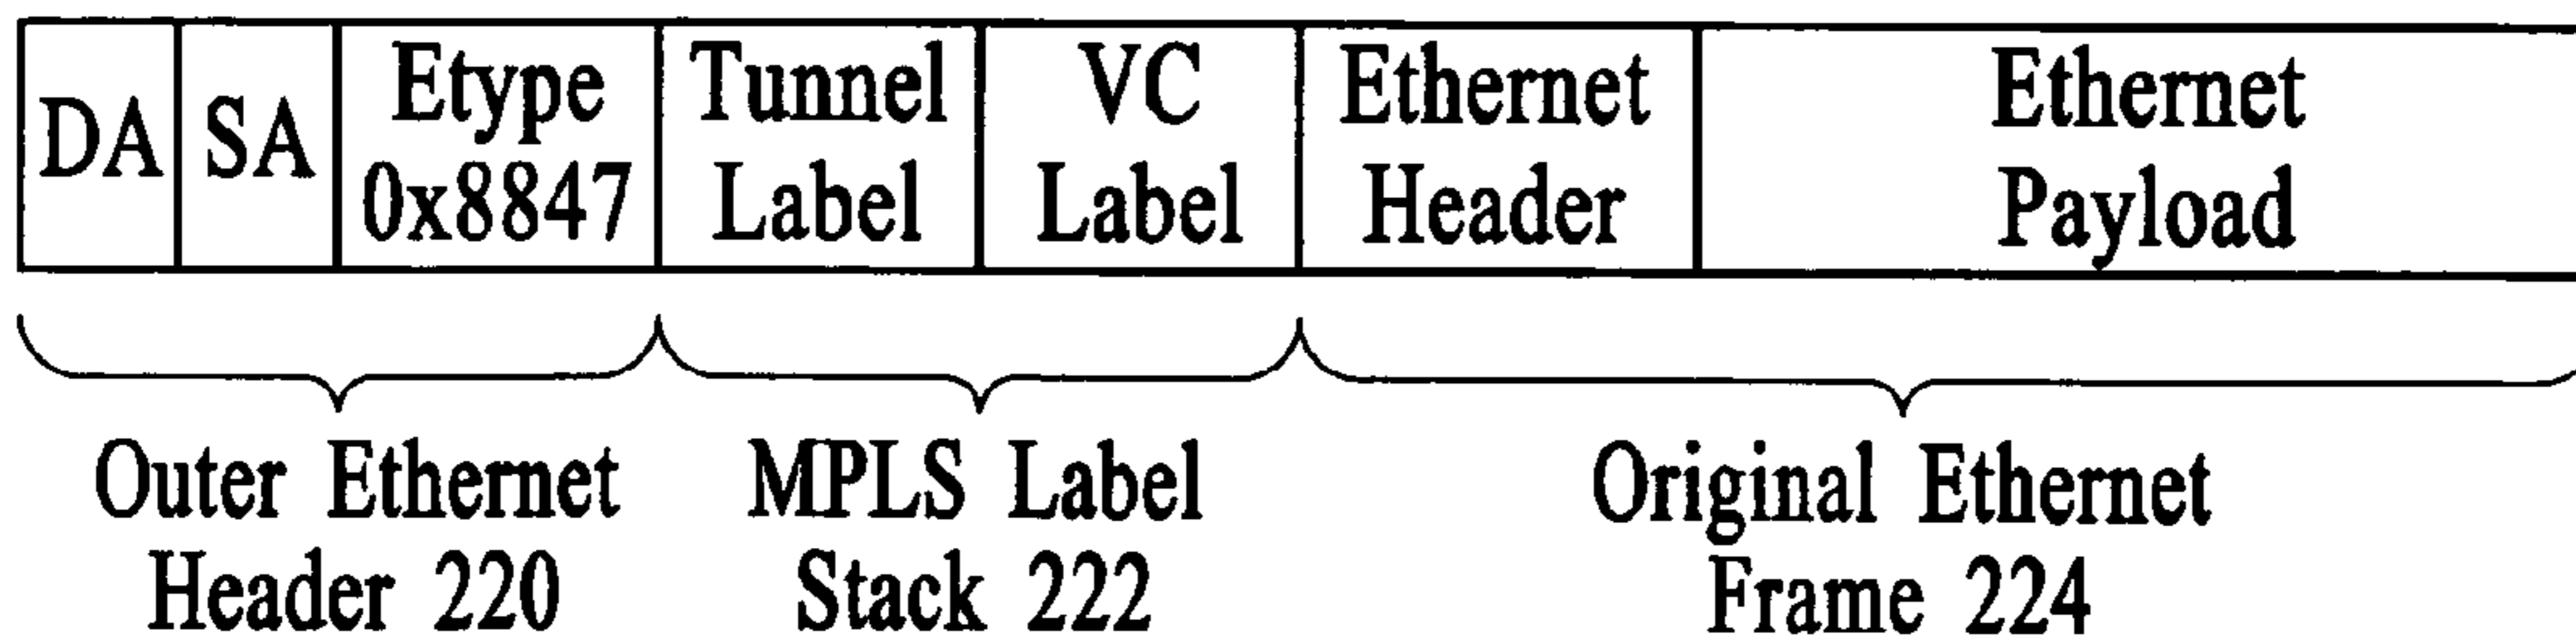 DA
SA
Etype
0x8847
Tunnel
Label
VC
Label
Ethernet
Header
Ethernet
Payload
Outer Ethernet
Header 220
MPLS Label
Stack 222
Original Ethernet
Frame 224